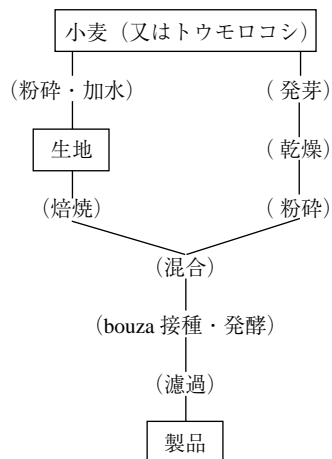 小麦（又はトウモロコシ）
（粉砕・加水）
（発芽）
生地
（乾燥）
（焙焼）
（粉砕）
（混合）
（bouza 接種・発酵）
（濾過）
製品